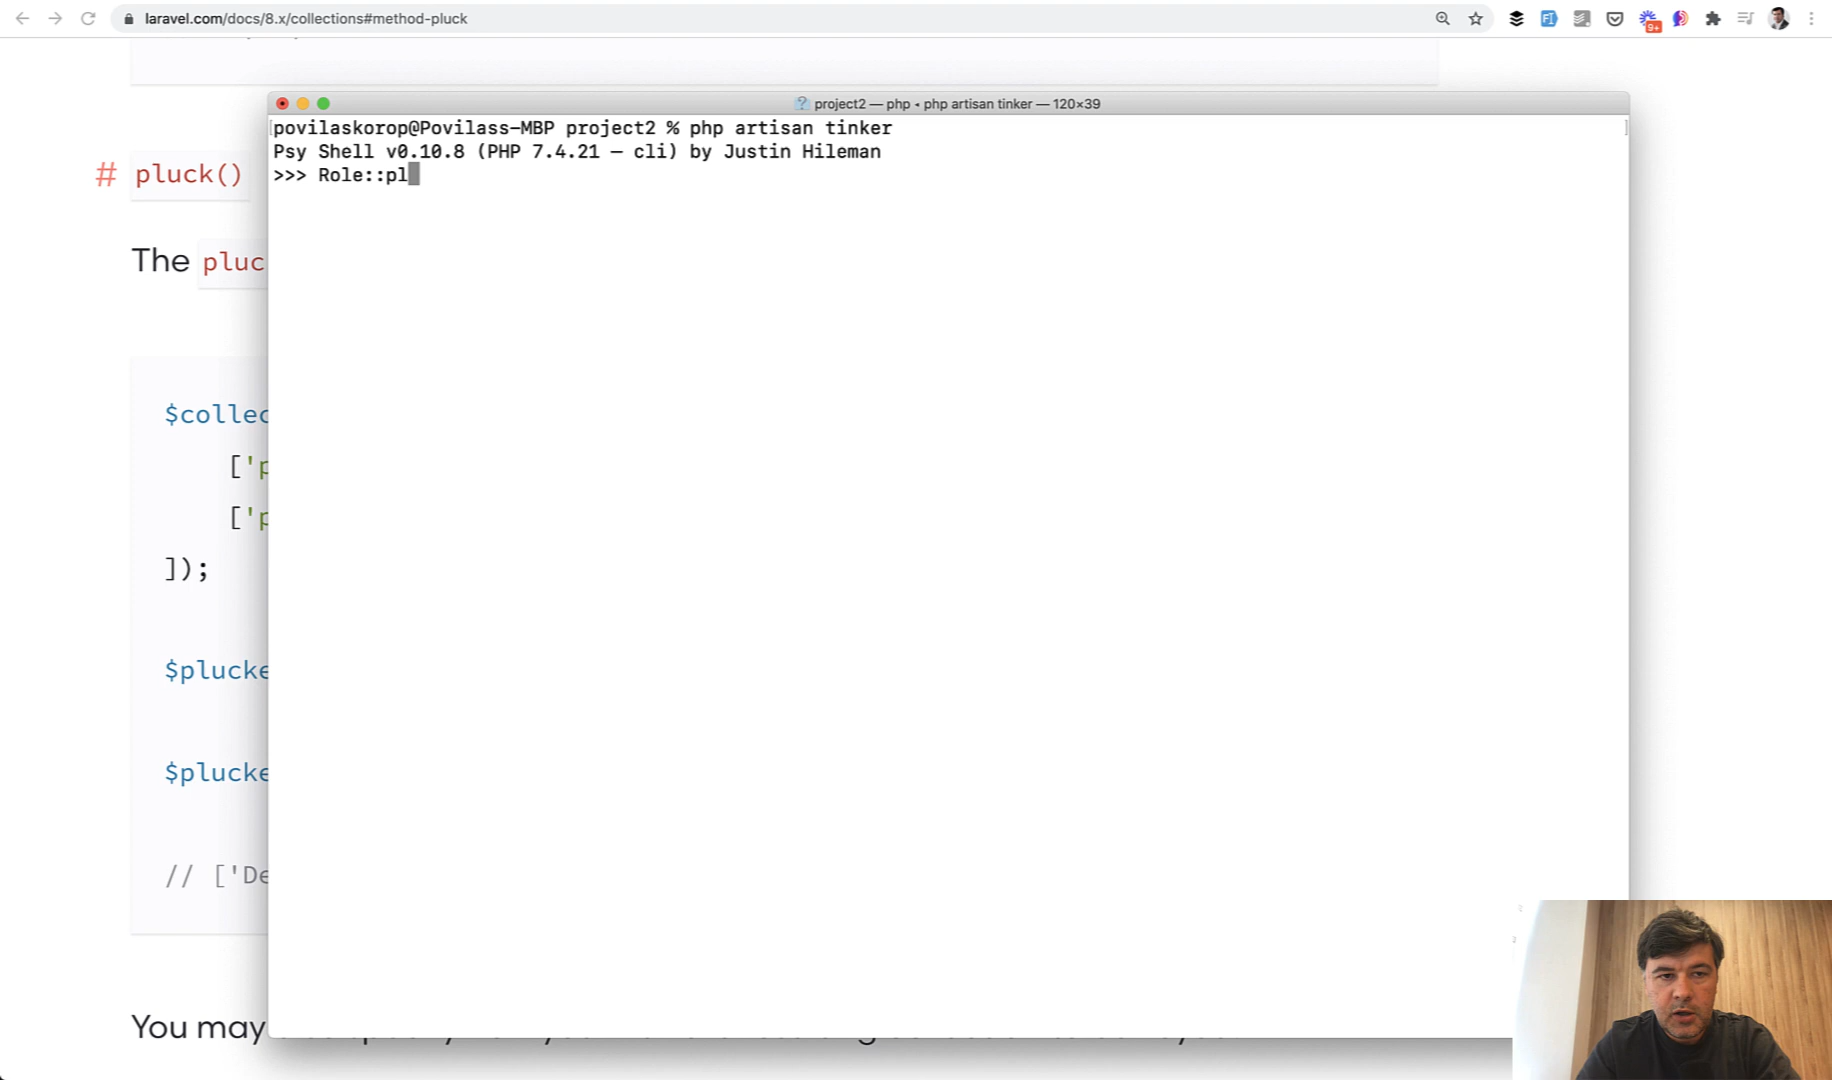 laravel.com/docs/8.x/collections#method-pluck
9+
project2 — php ◂ php artisan tinker — 120×39
povilaskorop@Povilass-MBP project2 % php artisan tinker
Psy Shell v0.10.8 (PHP 7.4.21 — cli) by Justin Hileman
>>> Role::pl
# pluck()
The pluc
$collec
['p
['p
]);
$plucke
$plucke
// ['De
You may